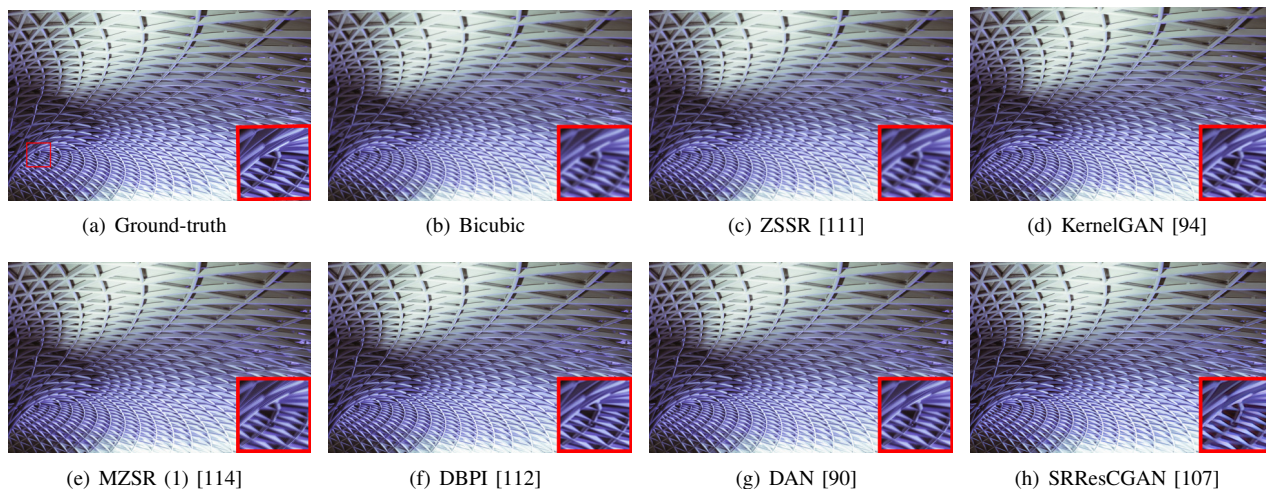 (a) Ground-truth
(b) Bicubic
(c) ZSSR [111]
(d) KernelGAN [94]
(e) MZSR (1) [114]
(f) DBPI [112]
(g) DAN [90]
(h) SRResCGAN [107]